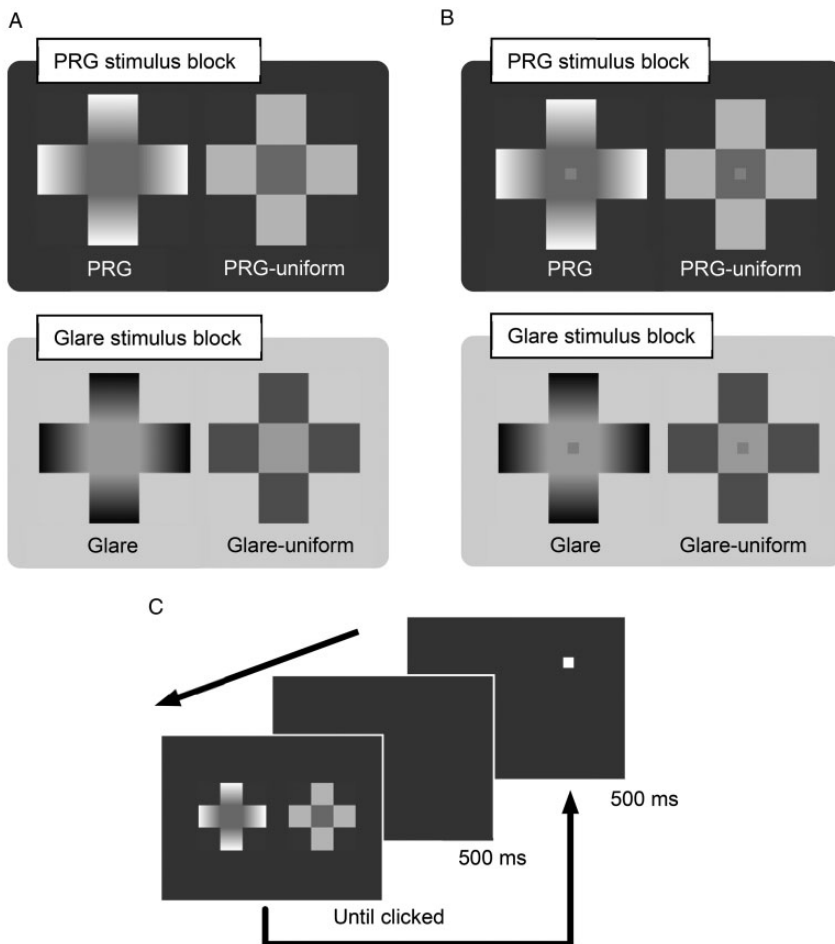 A
PRG stimulus block
PRG PRG-uniform
Glare stimulus block
Glare Glare-uniform
B
PRG stimulus block
PRG PRG-uniform
Glare stimulus block
Glare Glare-uniform
C
500 ms
500 ms
Until clicked